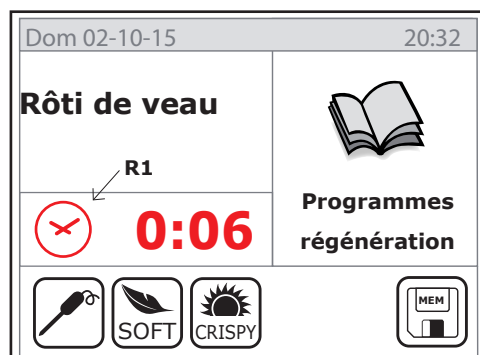 Dom 02-10-15 20:32
Rôti de veau
R1
0:06
Programmes
régénération
SOFT
CRISPY
MEM